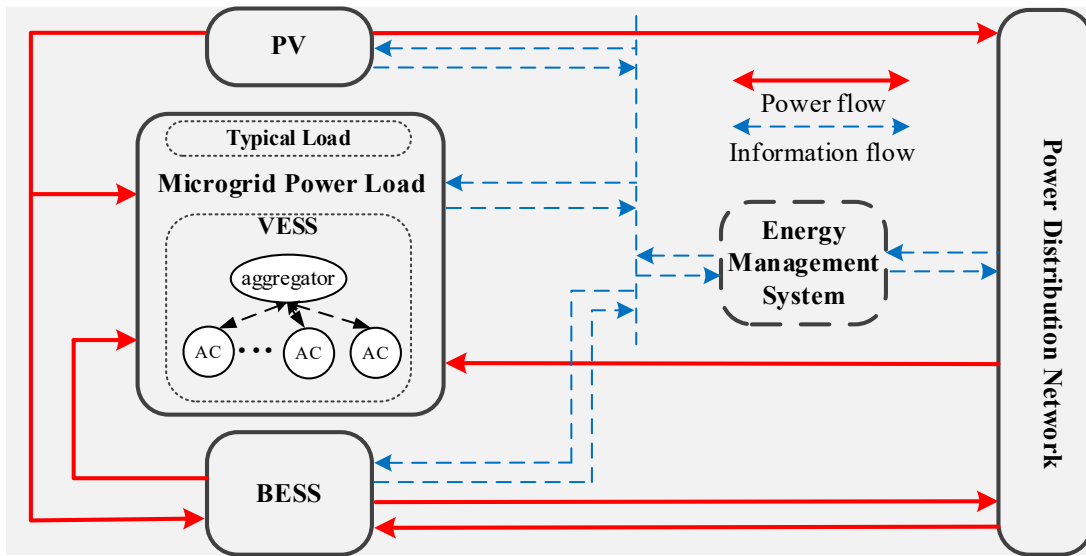 PV
Power flow
Information flow
Typical Load
Microgrid Power Load
VESS
aggregator
AC
AC
AC
Energy
Management
System
BESS
Power Distribution Network